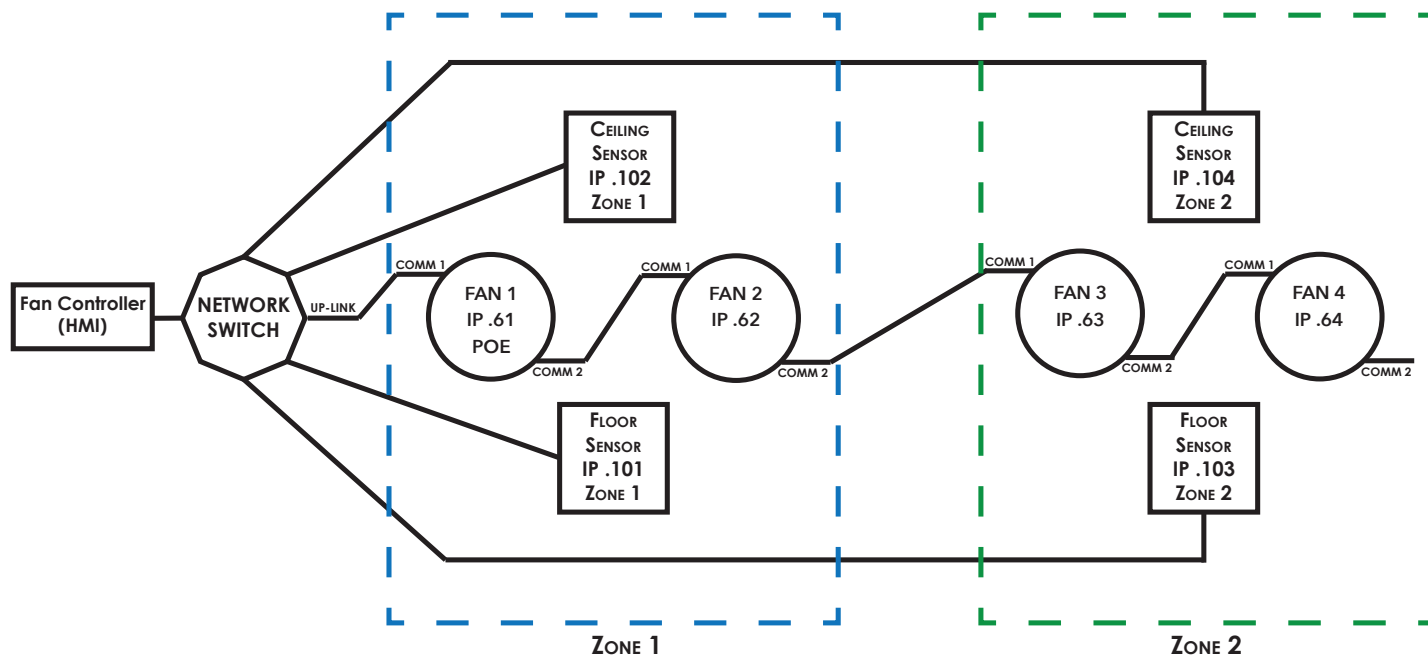 Ceiling
Sensor
IP .102
Zone 1
Ceiling
Sensor
IP .104
Zone 2
Fan Controller
(HMI)
NETWORK
SWITCH
UP-LINK
COMM 1
FAN 1
IP .61
POE
COMM 2
COMM 1
FAN 2
IP .62
COMM 2
COMM 1
FAN 3
IP .63
COMM 2
COMM 1
FAN 4
IP .64
COMM 2
Floor
Sensor
IP .101
Zone 1
Floor
Sensor
IP .103
Zone 2
Zone 1
Zone 2